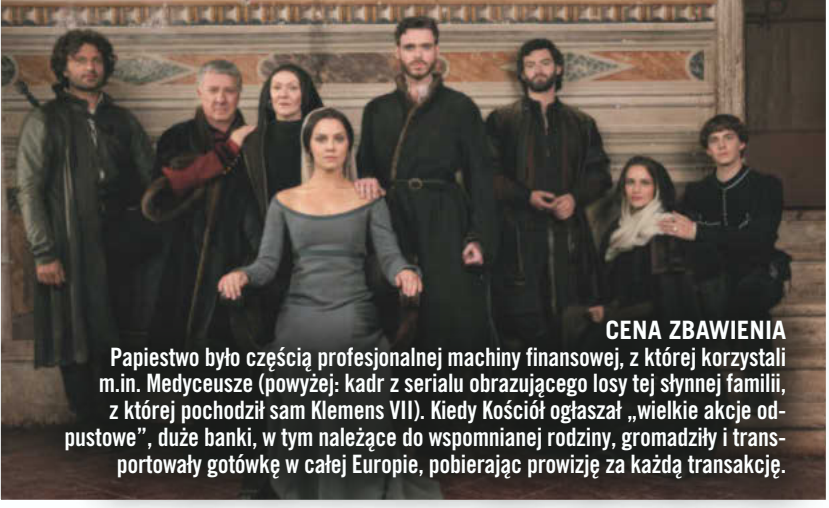 CENA ZBAWIENIA
Papiestwo było częścią profesjonalnej machiny finansowej, z której korzystali
m.in. Medyceusze (powyżej: kadr z serialu obrazującego losy tej słynnej familii,
z której pochodził sam Klemens VII). Kiedy Kościół ogłaszał „wielkie akcje od-
pustowe”, duże banki, w tym należące do wspomnianej rodziny, gromadziły i trans-
portowały gotówkę w całej Europie, pobierając prowizję za każdą transakcję.